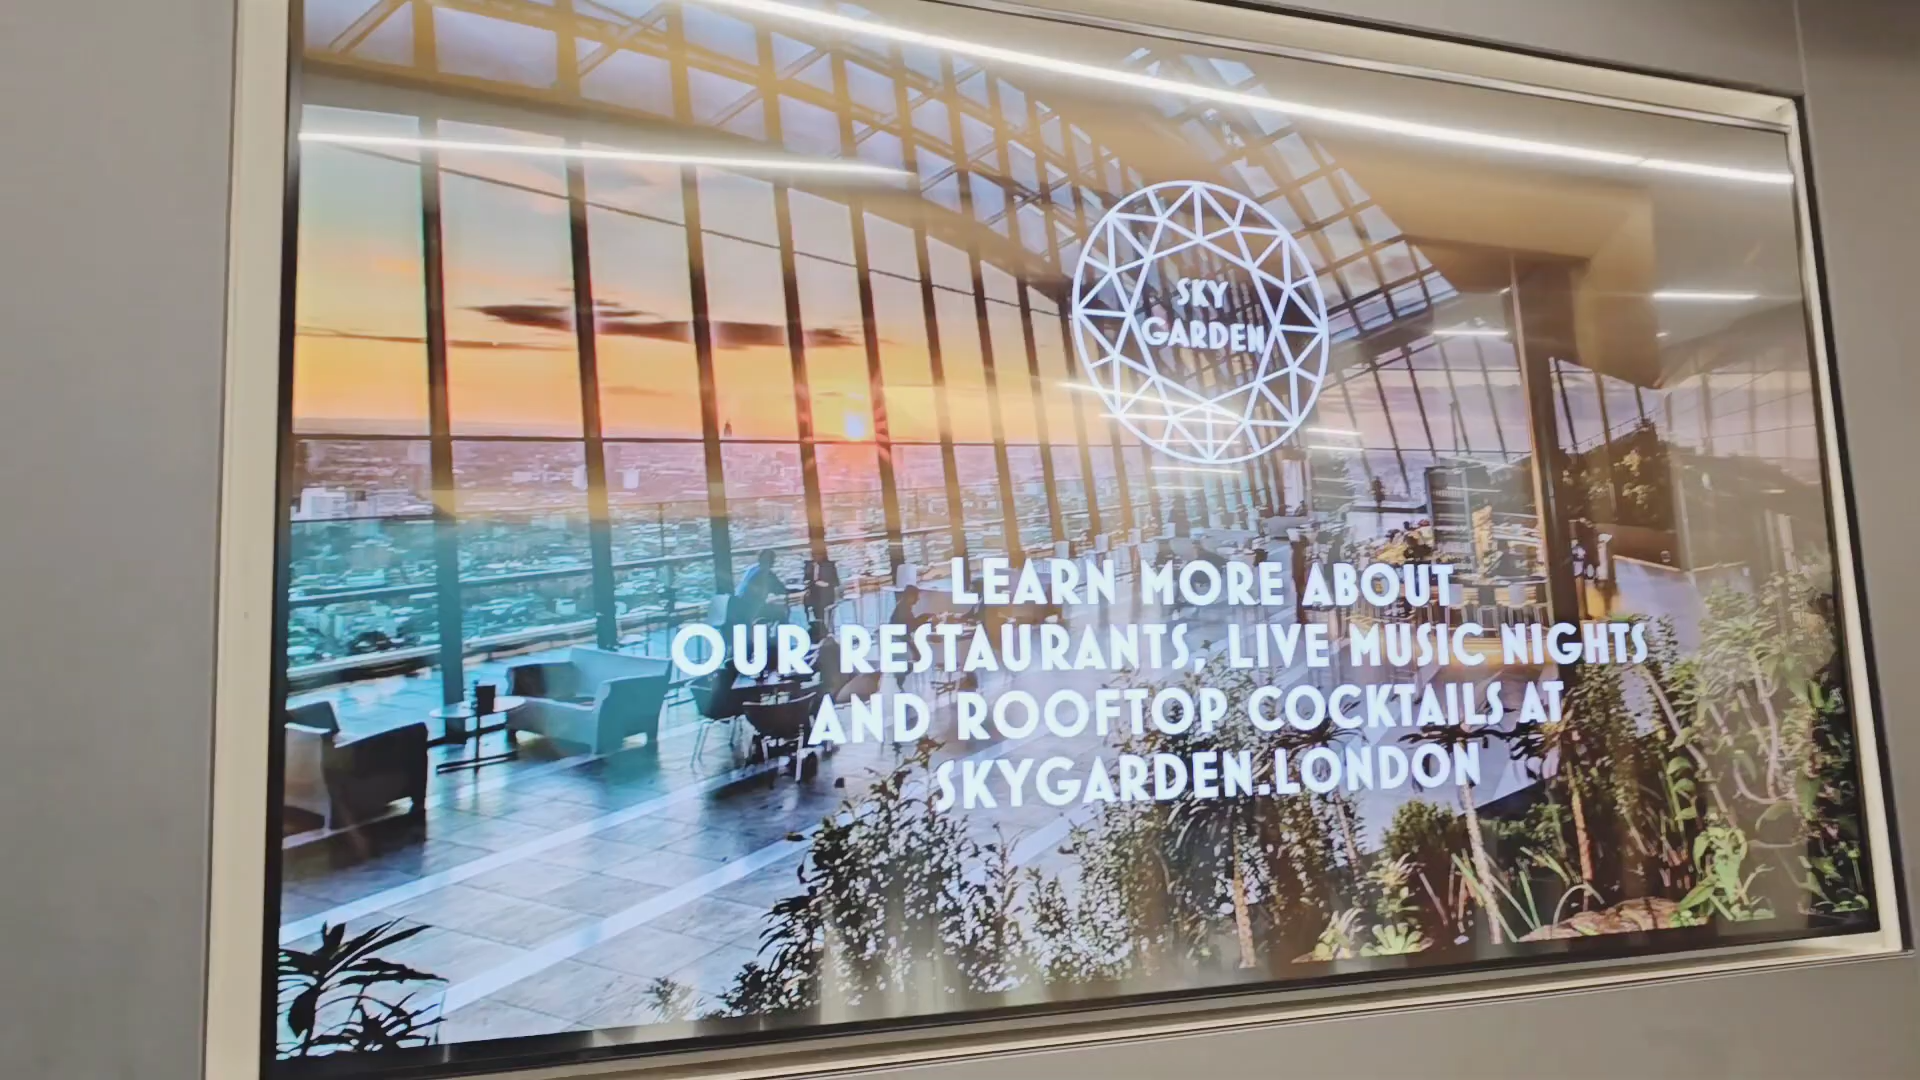 SKY
GARDEN
LEARN MORE ABOUT
OUR RESTAURANTS, LIVE MUSIC NIGHTS
AND ROOFTOP COCKTAILS AT
SKYGARDEN.LONDON